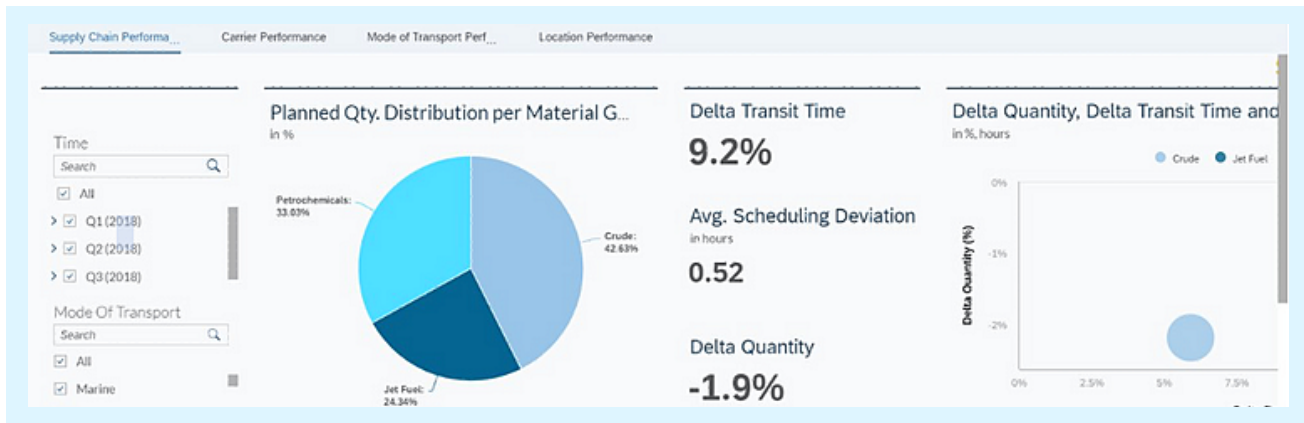 Supply Chain Performa...
Carrier Performance
Mode of Transport Perf...
Location Performance
Time
Search
All
Q1 (2018)
Q2 (2018)
Q3 (2018)
Mode Of Transport
Search
All
Marine
Planned Qty. Distribution per Material G...
in %
Petrochemicals:
33.03%
Crude:
42.63%
Jet Fuel:
24.34%
Delta Transit Time
9.2%
Avg. Scheduling Deviation
in hours
0.52
Delta Quantity
-1.9%
Delta Quantity, Delta Transit Time and
in %, hours
Crude
Jet Fuel
Delta Quantity (%)
0%
-1%
-2%
0%
2.5%
5%
7.5%